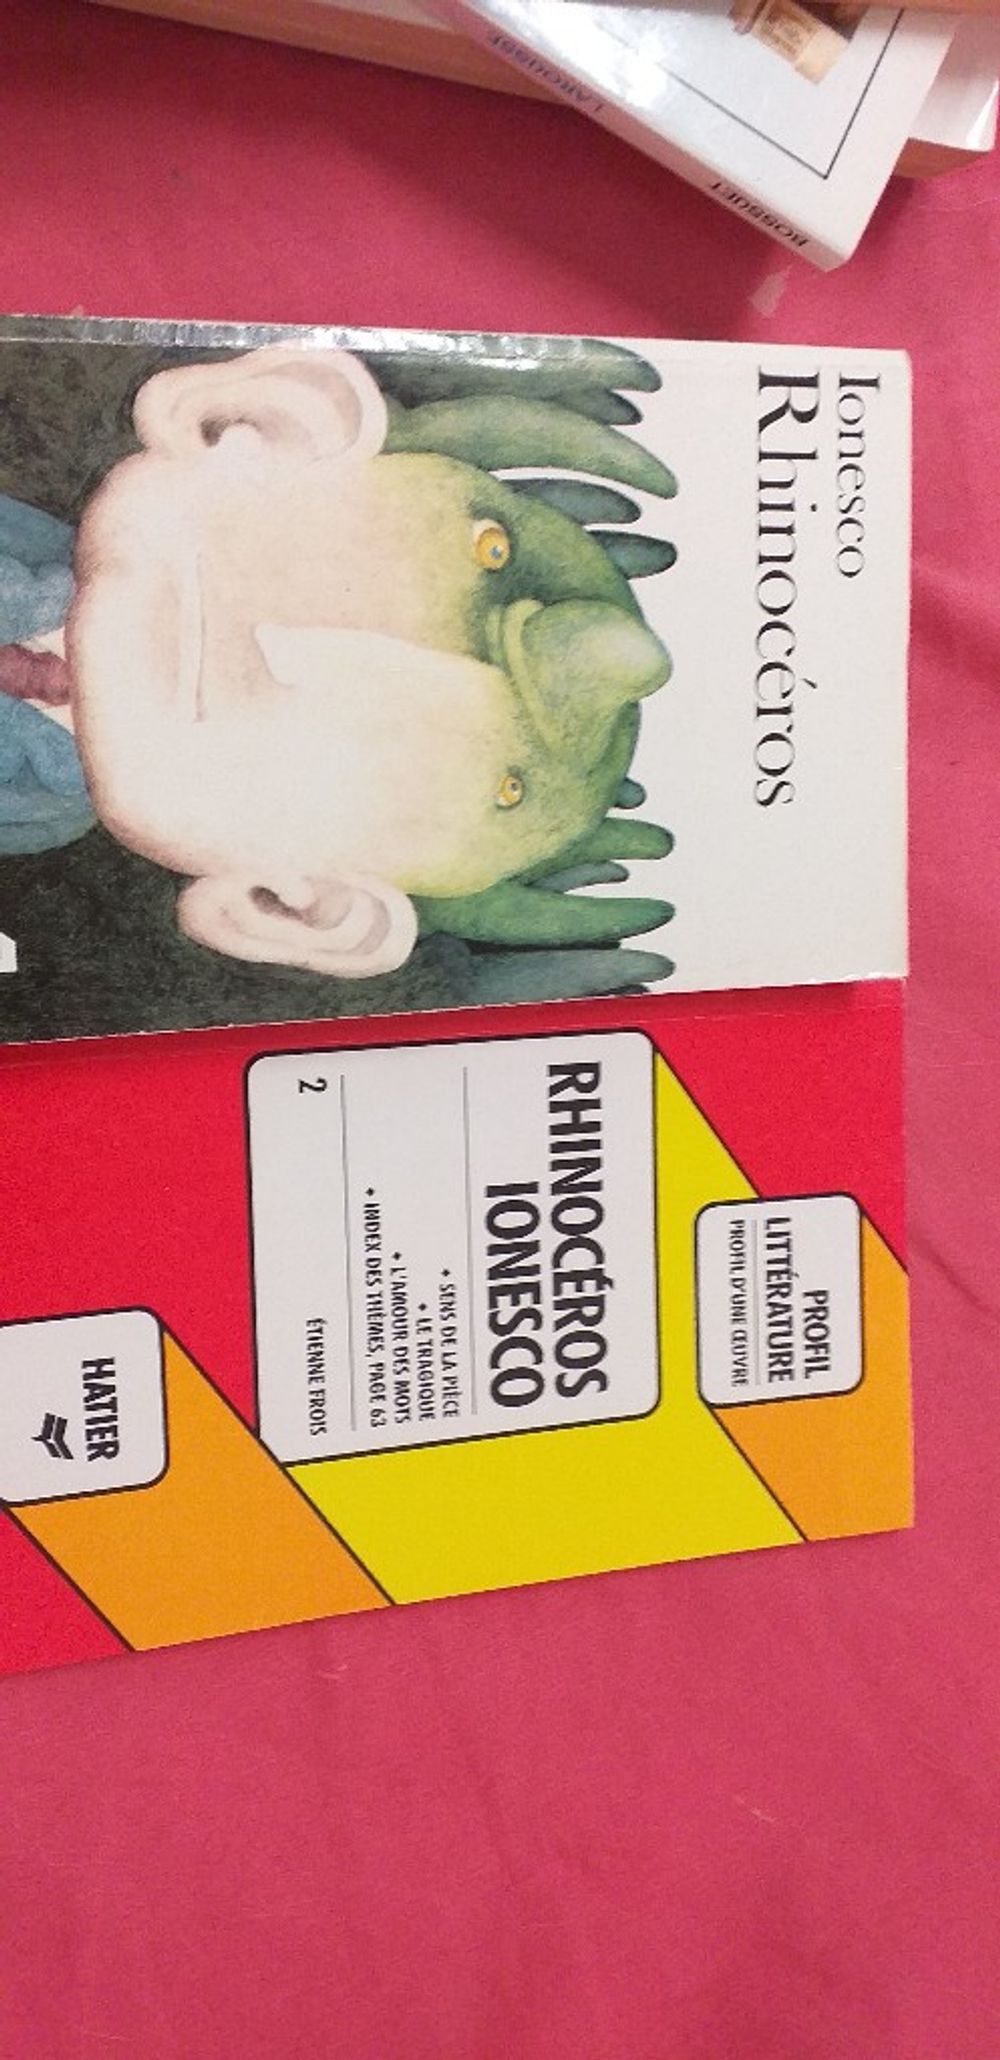 LAROUSSE
BOSSUET
Ionesco
Rhinocéros
PROFIL
LITTÉRATURE
PROFIL D'UNE ŒUVRE
RHINOCÉROS
IONESCO
• SENS DE LA PIÈCE
• LE TRAGIQUE
• L'AMOUR DES MOTS
• INDEX DES THÈMES, PAGE 63
2
ÉTIENNE FROIS
HATIER